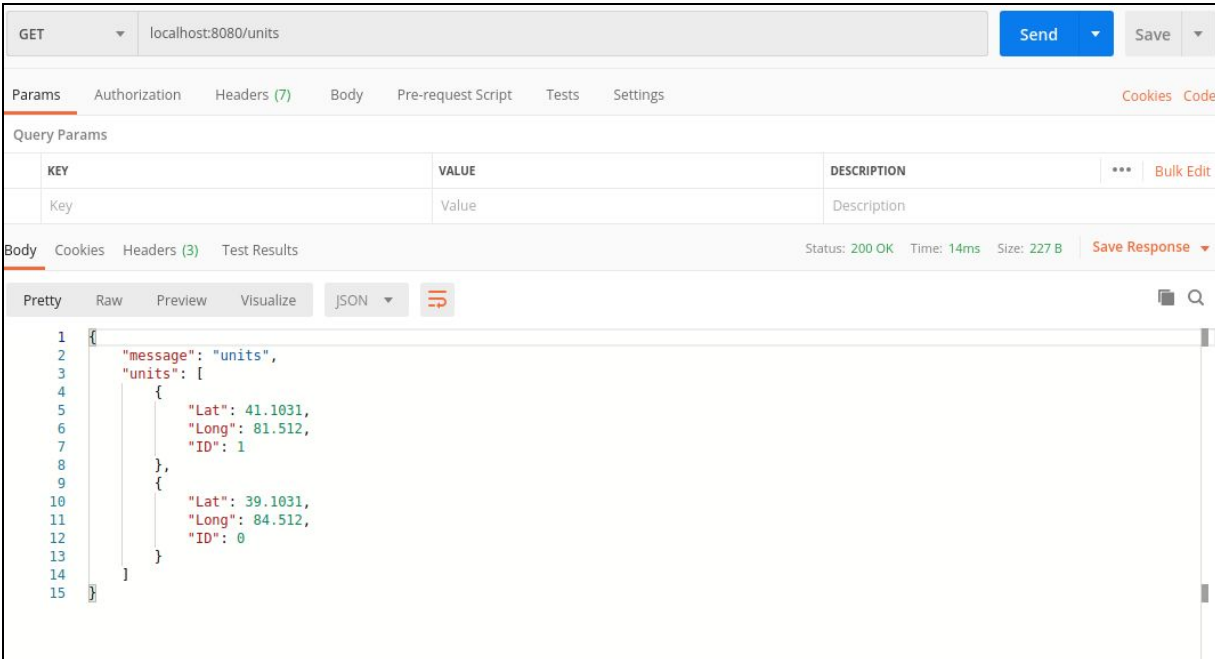 GET localhost:8080/units Send Save
Params Authorization Headers (7) Body Pre-request Script Tests Settings Cookies Code
Query Params
KEY VALUE DESCRIPTION ••• Bulk Edit
Key Value Description
Body Cookies Headers (3) Test Results Status: 200 OK Time: 14ms Size: 227 B Save Response
Pretty Raw Preview Visualize JSON
1 {
2 "message": "units",
3 "units": [
4 {
5 "Lat": 41.1031,
6 "Long": 81.512,
7 "ID": 1
8 },
9 {
10 "Lat": 39.1031,
11 "Long": 84.512,
12 "ID": 0
13 }
14 ]
15 }